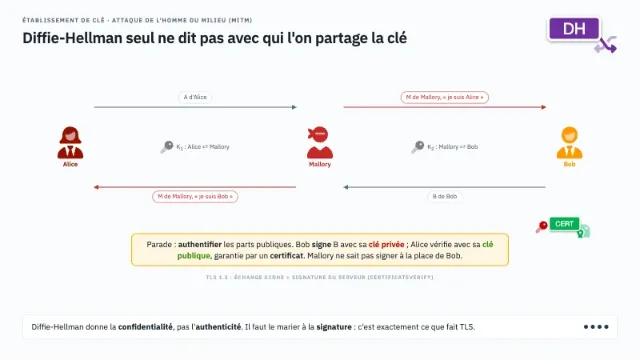 ÉTABLISSEMENT DE CLÉ · ATTAQUE DE L'HOMME DU MILIEU (MITM)
Diffie-Hellman seul ne dit pas avec qui l'on partage la clé
DH
A d'Alice
M de Mallory, « je suis Alice »
K₁ : Alice ⇌ Mallory
K₂ : Mallory ⇌ Bob
Alice
Mallory
Bob
M de Mallory, « je suis Bob »
B de Bob
CERT
Parade : authentifier les parts publiques. Bob signe B avec sa clé privée ; Alice vérifie avec sa clé
publique, garantie par un certificat. Mallory ne sait pas signer à la place de Bob.
TLS 1.3 : ÉCHANGE SIGNÉ = SIGNATURE DU SERVEUR (CERTIFICATEVERIFY)
Diffie-Hellman donne la confidentialité, pas l'authenticité. Il faut le marier à la signature : c'est exactement ce que fait TLS.